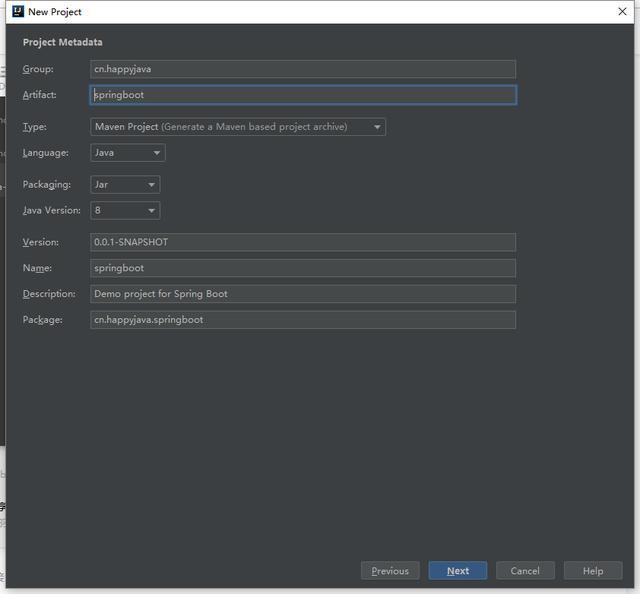 New Project
Project Metadata
Group: cn.happyjava
Artifact: springboot
Type: Maven Project (Generate a Maven based project archive)
Language: Java
Packaging: Jar
Java Version: 8
Version: 0.0.1-SNAPSHOT
Name: springboot
Description: Demo project for Spring Boot
Package: cn.happyjava.springboot
Previous Next Cancel Help